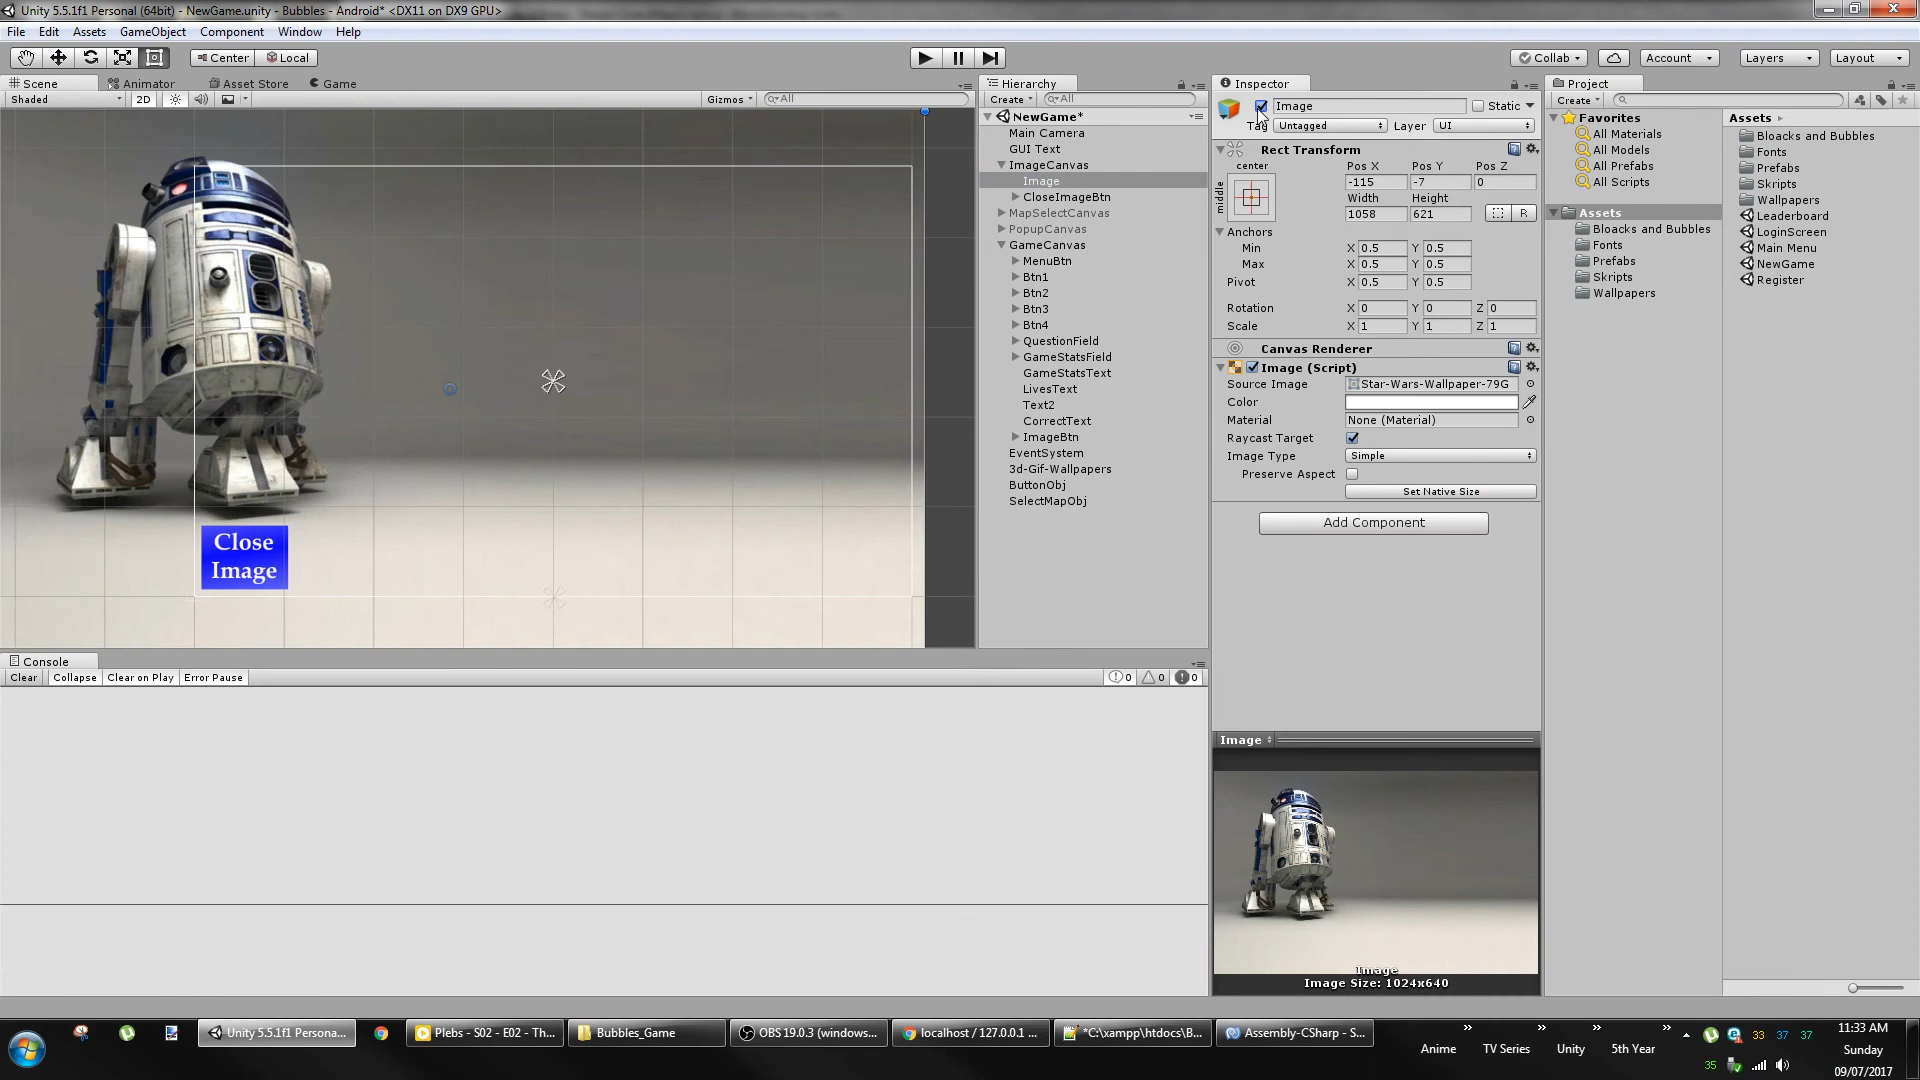 Unity 5.5.1f1 Personal (64bit) - NewGame.unity - Bubbles - Android* <DX11 on DX9 GPU>
File Edit Assets GameObject Component Window Help
Center Local Collab Account Layers Layout
Scene Animator Asset Store Game
Shaded 2D Gizmos All
Close
Image
Hierarchy
Create All
NewGame*
Main Camera
GUI Text
ImageCanvas
Image
CloseImageBtn
MapSelectCanvas
PopupCanvas
GameCanvas
MenuBtn
Btn1
Btn2
Btn3
Btn4
QuestionField
GameStatsField
GameStatsText
LivesText
Text2
CorrectText
ImageBtn
EventSystem
3d-Gif-Wallpapers
ButtonObj
SelectMapObj
Inspector
Image Static
Tag Untagged Layer UI
Rect Transform
center Pos X Pos Y Pos Z
middle -115 -7 0
Width Height
1058 621 R
Anchors
Min X 0.5 Y 0.5
Max X 0.5 Y 0.5
Pivot X 0.5 Y 0.5
Rotation X 0 Y 0 Z 0
Scale X 1 Y 1 Z 1
Canvas Renderer
Image (Script)
Source Image Star-Wars-Wallpaper-79G
Color
Material None (Material)
Raycast Target
Image Type Simple
Preserve Aspect
Set Native Size
Add Component
Image
Image
Image Size: 1024x640
Project
Create
Favorites
All Materials
All Models
All Prefabs
All Scripts
Assets
Bloacks and Bubbles
Fonts
Prefabs
Skripts
Wallpapers
Assets
Bloacks and Bubbles
Fonts
Prefabs
Skripts
Wallpapers
Leaderboard
LoginScreen
Main Menu
NewGame
Register
Console
Clear Collapse Clear on Play Error Pause 0 0 0
Unity 5.5.1f1 Persona... Plebs - S02 - E02 - Th... Bubbles_Game OBS 19.0.3 (windows... localhost / 127.0.0.1 ... *C:\xampp\htdocs\B... Assembly-CSharp - S...
Anime » TV Series » Unity » 5th Year »
33 37 37
35
11:33 AM
Sunday
09/07/2017